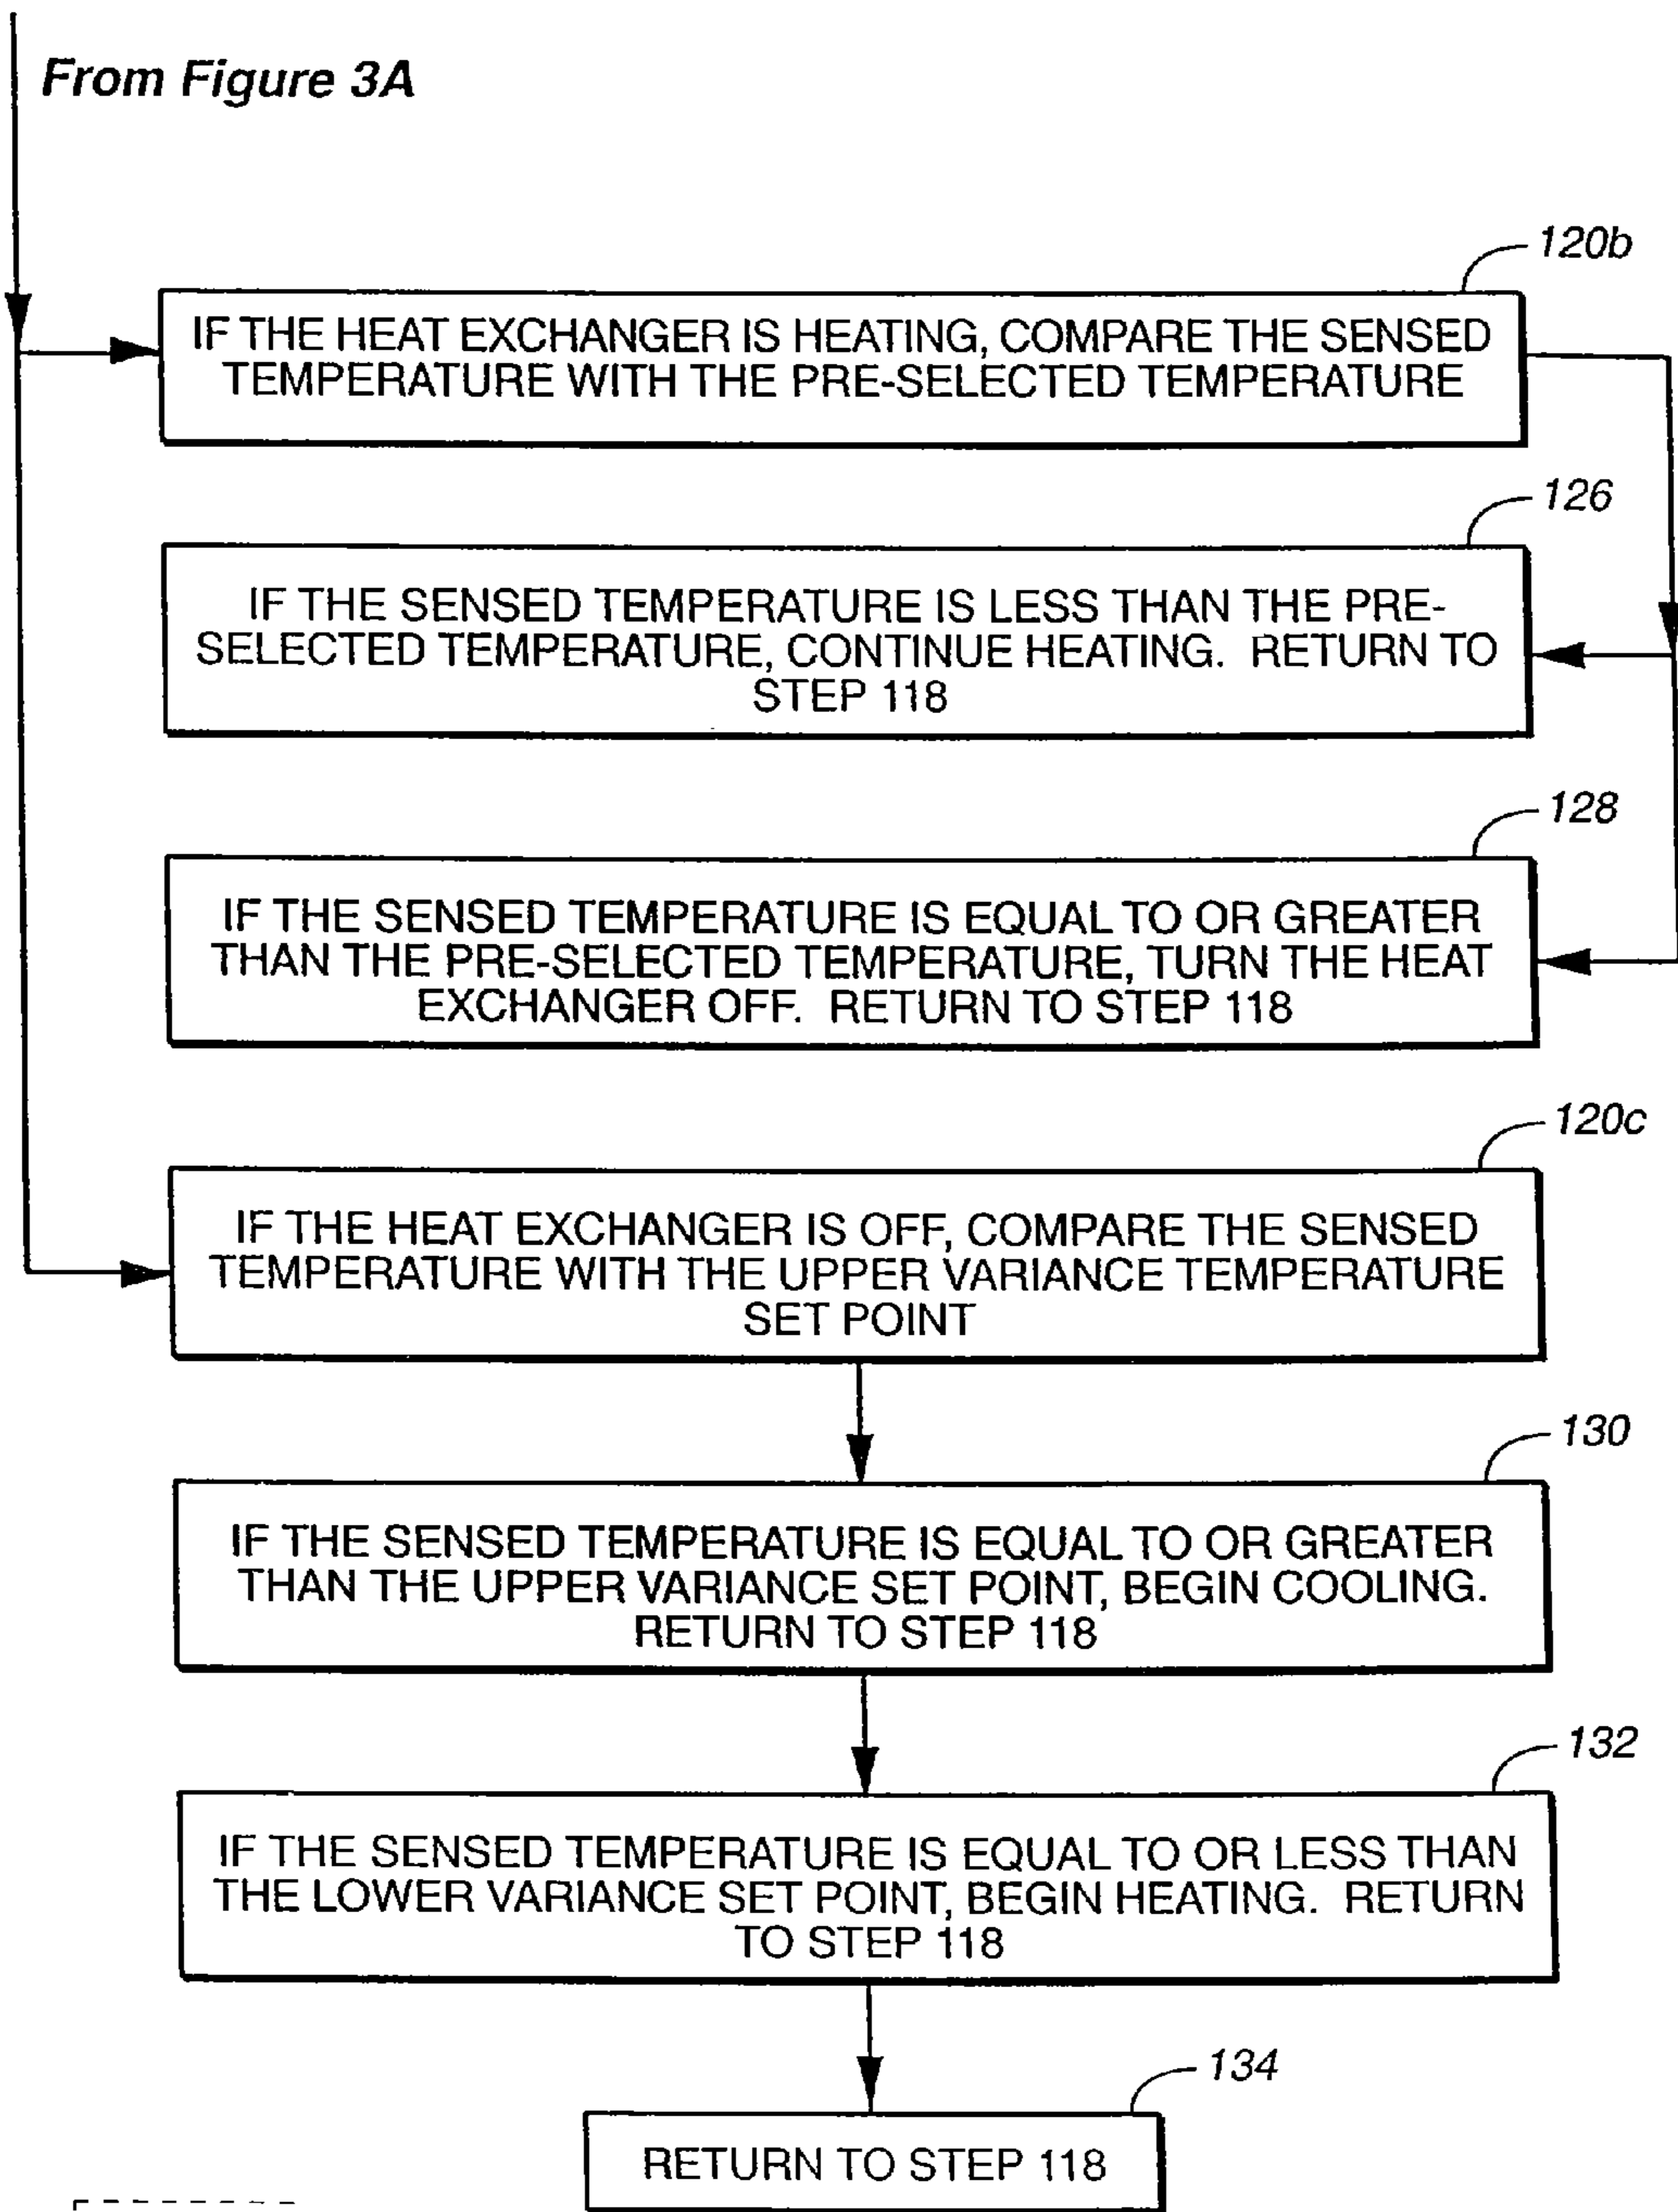 From Figure 3A
120b
IF THE HEAT EXCHANGER IS HEATING, COMPARE THE SENSED
TEMPERATURE WITH THE PRE-SELECTED TEMPERATURE
126
IF THE SENSED TEMPERATURE IS LESS THAN THE PRE-
SELECTED TEMPERATURE, CONTINUE HEATING. RETURN TO
STEP 118
128
IF THE SENSED TEMPERATURE IS EQUAL TO OR GREATER
THAN THE PRE-SELECTED TEMPERATURE, TURN THE HEAT
EXCHANGER OFF. RETURN TO STEP 118
120c
IF THE HEAT EXCHANGER IS OFF, COMPARE THE SENSED
TEMPERATURE WITH THE UPPER VARIANCE TEMPERATURE
SET POINT
130
IF THE SENSED TEMPERATURE IS EQUAL TO OR GREATER
THAN THE UPPER VARIANCE SET POINT, BEGIN COOLING.
RETURN TO STEP 118
132
IF THE SENSED TEMPERATURE IS EQUAL TO OR LESS THAN
THE LOWER VARIANCE SET POINT, BEGIN HEATING. RETURN
TO STEP 118
134
RETURN TO STEP 118